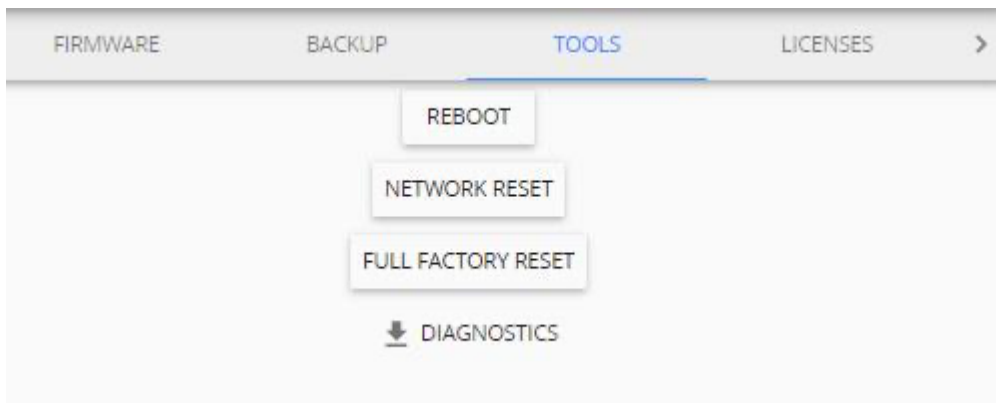 FIRMWARE BACKUP TOOLS LICENSES
REBOOT
NETWORK RESET
FULL FACTORY RESET
DIAGNOSTICS